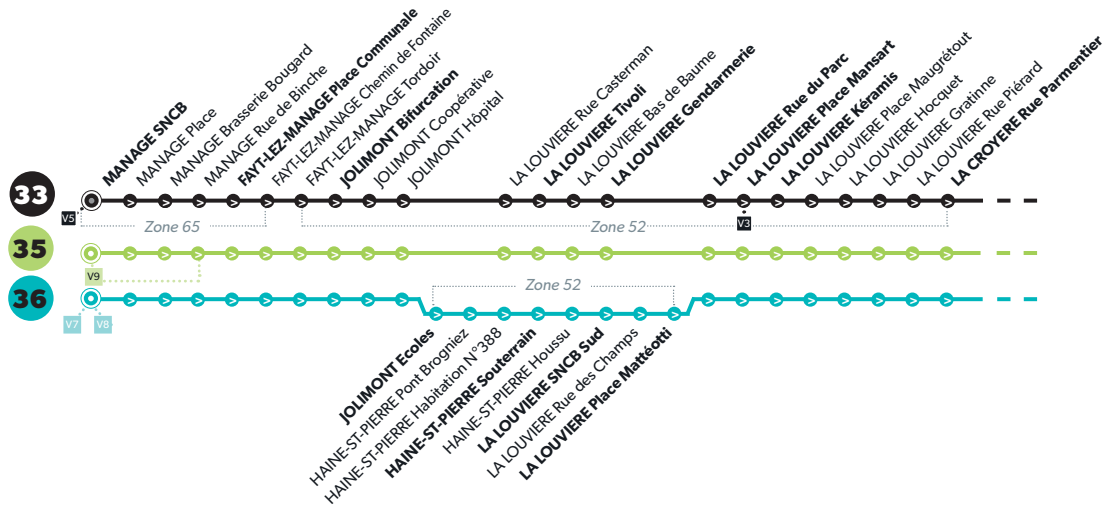 MANAGE SNCB
MANAGE Place
MANAGE Brasserie Bougard
MANAGE Rue de Binche
FAYT-LEZ-MANAGE Place Communale
FAYT-LEZ-MANAGE Chemin de Fontaine
FAYT-LEZ-MANAGE Tordoir
JOLIMONT Bifurcation
JOLIMONT Coopérative
JOLIMONT Hôpital
LA LOUVIERE Rue Casterman
LA LOUVIERE Tivoli
LA LOUVIERE Bas de Baume
LA LOUVIERE Gendarmerie
LA LOUVIERE Rue du Parc
LA LOUVIERE Place Mansart
LA LOUVIERE Kéramis
LA LOUVIERE Place Maugrétout
LA LOUVIERE Hocquet
LA LOUVIERE Gratinne
LA LOUVIERE Rue Piérard
LA CROYERE Rue Parmentier
33
V5
V3
Zone 65
Zone 52
35
V9
36
Zone 52
V7
V8
JOLIMONT Ecoles
HAINE-ST-PIERRE Pont Brogniez
HAINE-ST-PIERRE Habitation N°388
HAINE-ST-PIERRE Souterrain
HAINE-ST-PIERRE Houssu
LA LOUVIERE SNCB Sud
LA LOUVIERE Rue des Champs
LA LOUVIERE Place Mattéotti